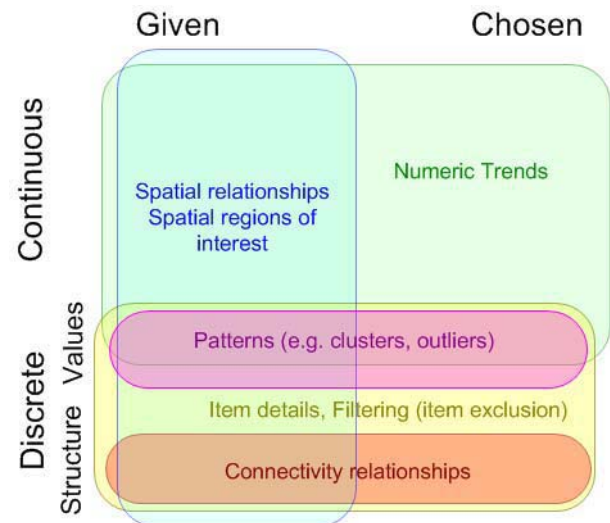 Given
Chosen
Continuous
Numeric Trends
Spatial relationships
Spatial regions of
interest
Discrete
Values
Patterns (e.g. clusters, outliers)
Structure
Item details, Filtering (item exclusion)
Connectivity relationships